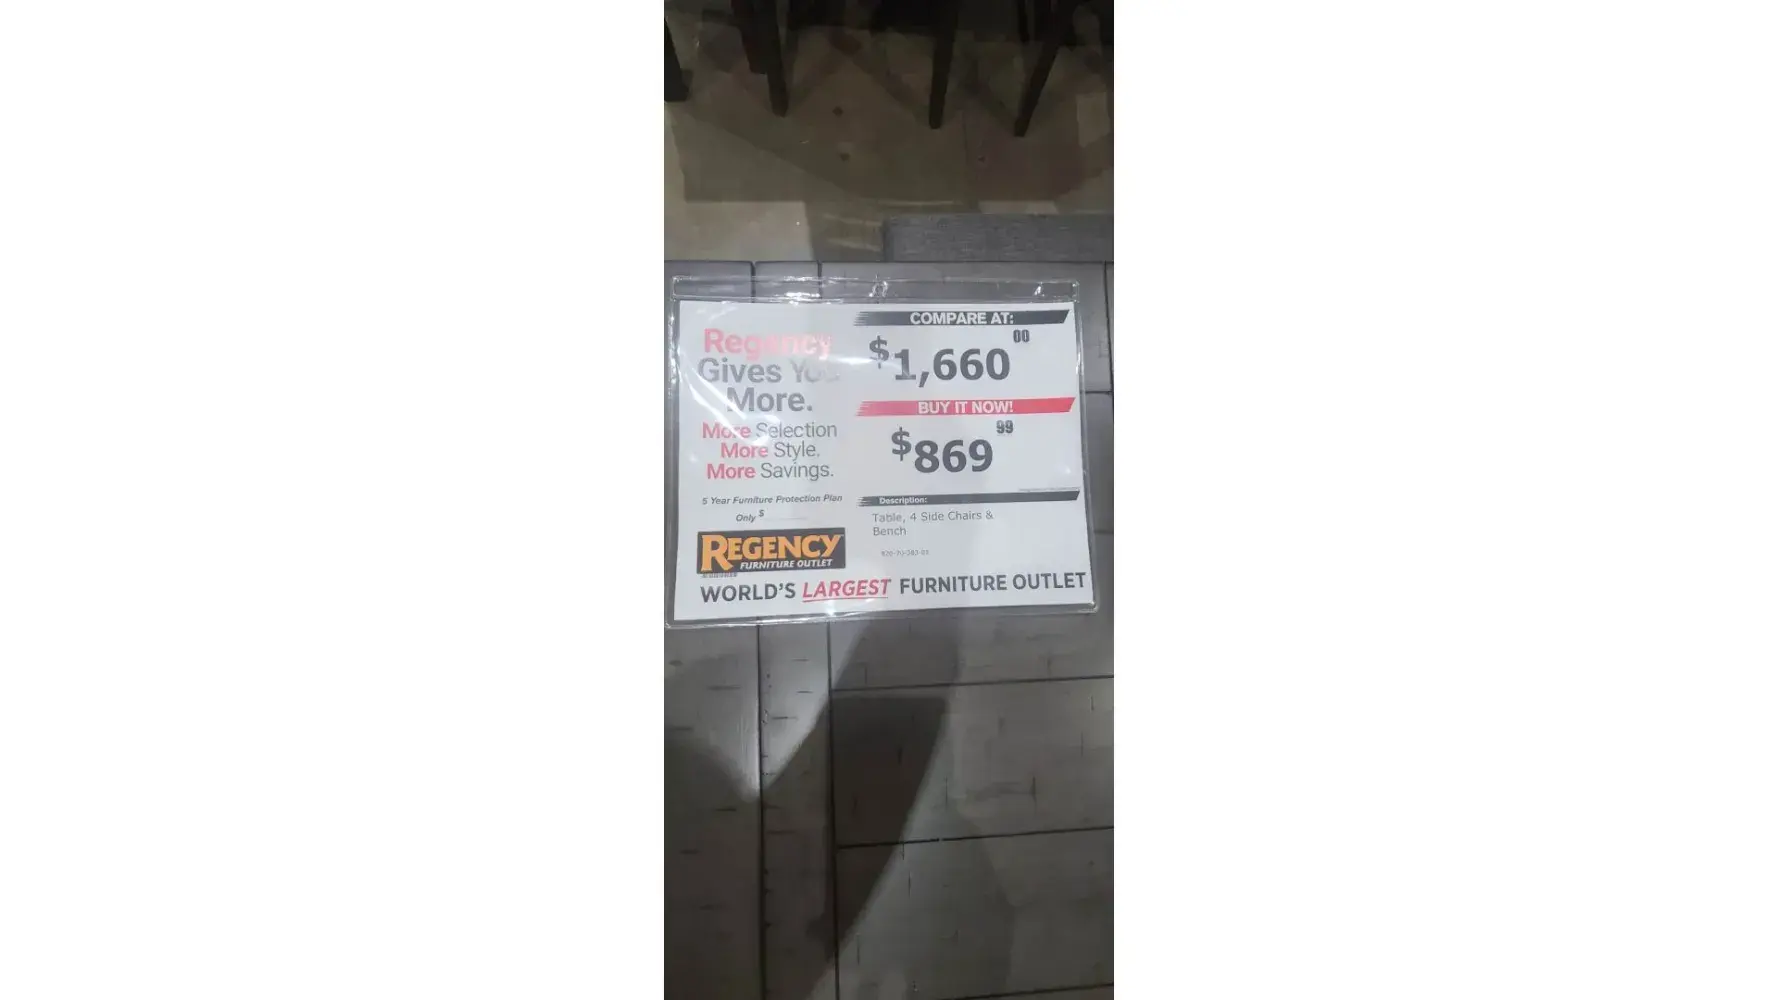 Regency
Gives You
More.
More Selection
More Style.
More Savings.
5 Year Furniture Protection Plan
Only $
REGENCY
FURNITURE OUTLET
COMPARE AT:
$1,660 00
BUY IT NOW!
$869 99
Description:
Table, 4 Side Chairs &
Bench
WORLD'S LARGEST FURNITURE OUTLET